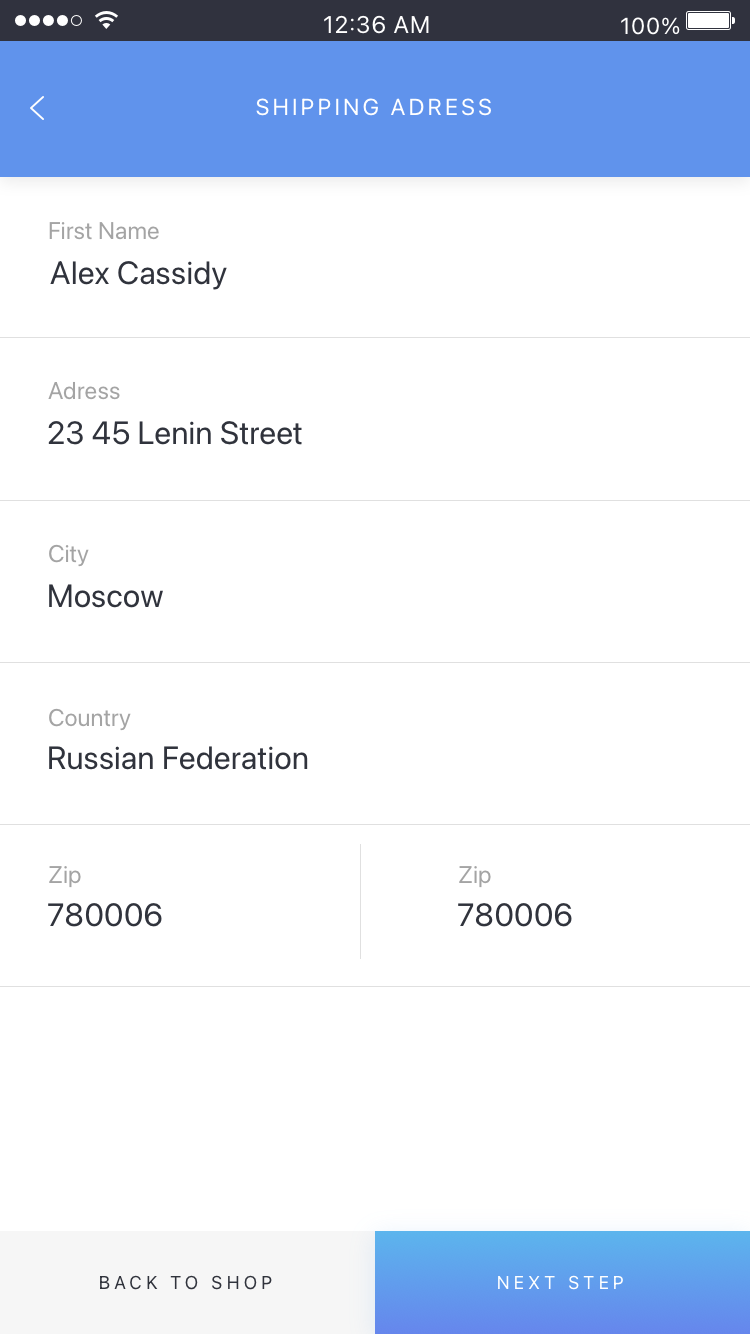 12:36 AM 100%
SHIPPING ADRESS
First Name
Alex Cassidy
Adress
23 45 Lenin Street
City
Moscow
Country
Russian Federation
Zip Zip
780006 780006
BACK TO SHOP NEXT STEP